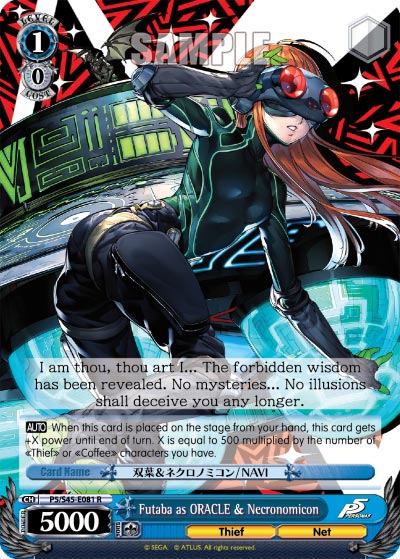 SAMPLE
LEVEL
1
0
COST
I am thou, thou art I... The forbidden wisdom
has been revealed. No mysteries... No illusions
shall deceive you any longer.
AUTO When this card is placed on the stage from your hand, this card gets
+X power until end of turn. X is equal to 500 multiplied by the number of
«Thief» or «Coffee» characters you have.
Card Name 双葉&ネクロノミコン/NAVI
CH P5/S45-E081 R
Futaba as ORACLE & Necronomicon
P5 PERSONA5
POWER 5000
Thief Net
© SEGA. © ATLUS. All rights reserved.